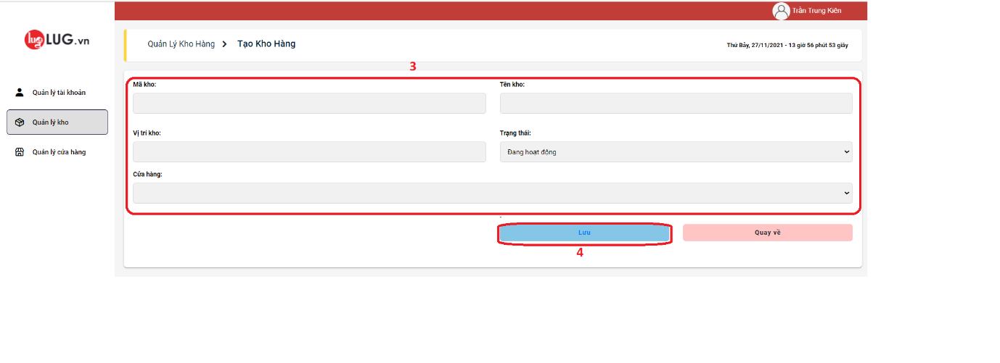 Trần Trung Kiên
lug LUG.vn
Quản Lý Kho Hàng > Tạo Kho Hàng
Thứ Bảy, 27/11/2021 - 13 giờ 56 phút 53 giây
3
Quản lý tài khoản
Quản lý kho
Quản lý cửa hàng
Mã kho:
Tên kho:
Vị trí kho:
Trạng thái:
Đang hoạt động
Cửa hàng:
Lưu
Quay về
4